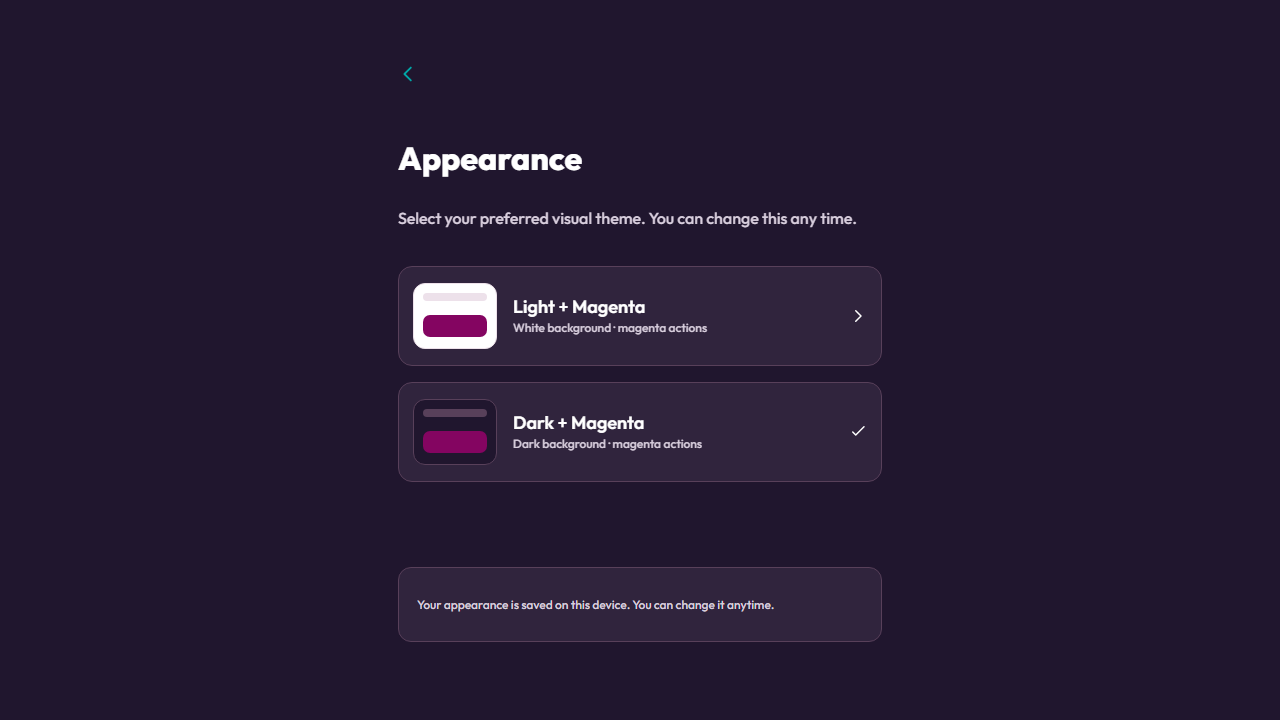 Appearance
Select your preferred visual theme. You can change this any time.
Light + Magenta
White background · magenta actions
Dark + Magenta
Dark background · magenta actions
Your appearance is saved on this device. You can change it anytime.